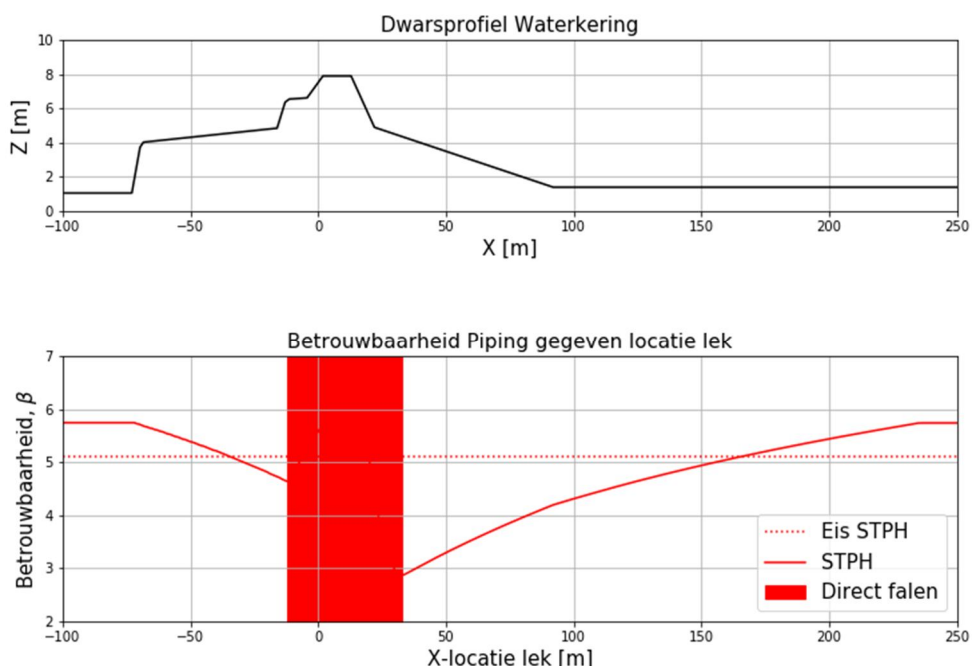 Dwarsprofiel Waterkering
10
8
6
4
2
0
Z [m]
−100 −50 0 50 100 150 200 250
X [m]
Betrouwbaarheid Piping gegeven locatie lek
7
6
5
4
3
2
Betrouwbaarheid, β
Eis STPH
STPH
Direct falen
−100 −50 0 50 100 150 200 250
X-locatie lek [m]